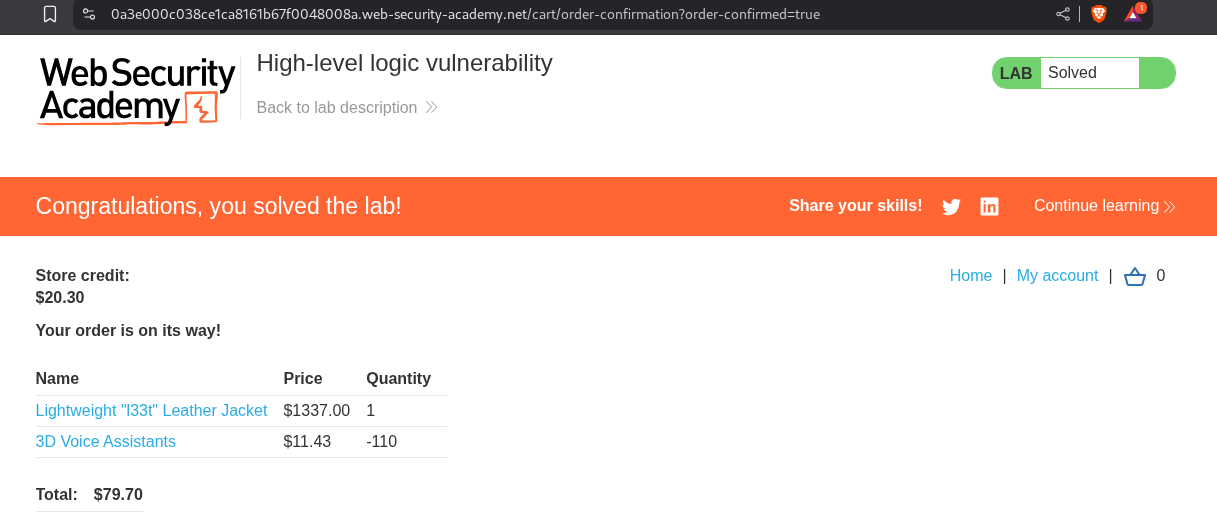 0a3e000c038ce1ca8161b67f0048008a.web-security-academy.net/cart/order-confirmation?order-confirmed=true
1
Web Security
Academy
High-level logic vulnerability
Back to lab description
LAB Solved
Congratulations, you solved the lab!
Share your skills!
Continue learning
Store credit:
$20.30
Home | My account | 0
Your order is on its way!
Name Price Quantity
Lightweight "l33t" Leather Jacket $1337.00 1
3D Voice Assistants $11.43 -110
Total: $79.70